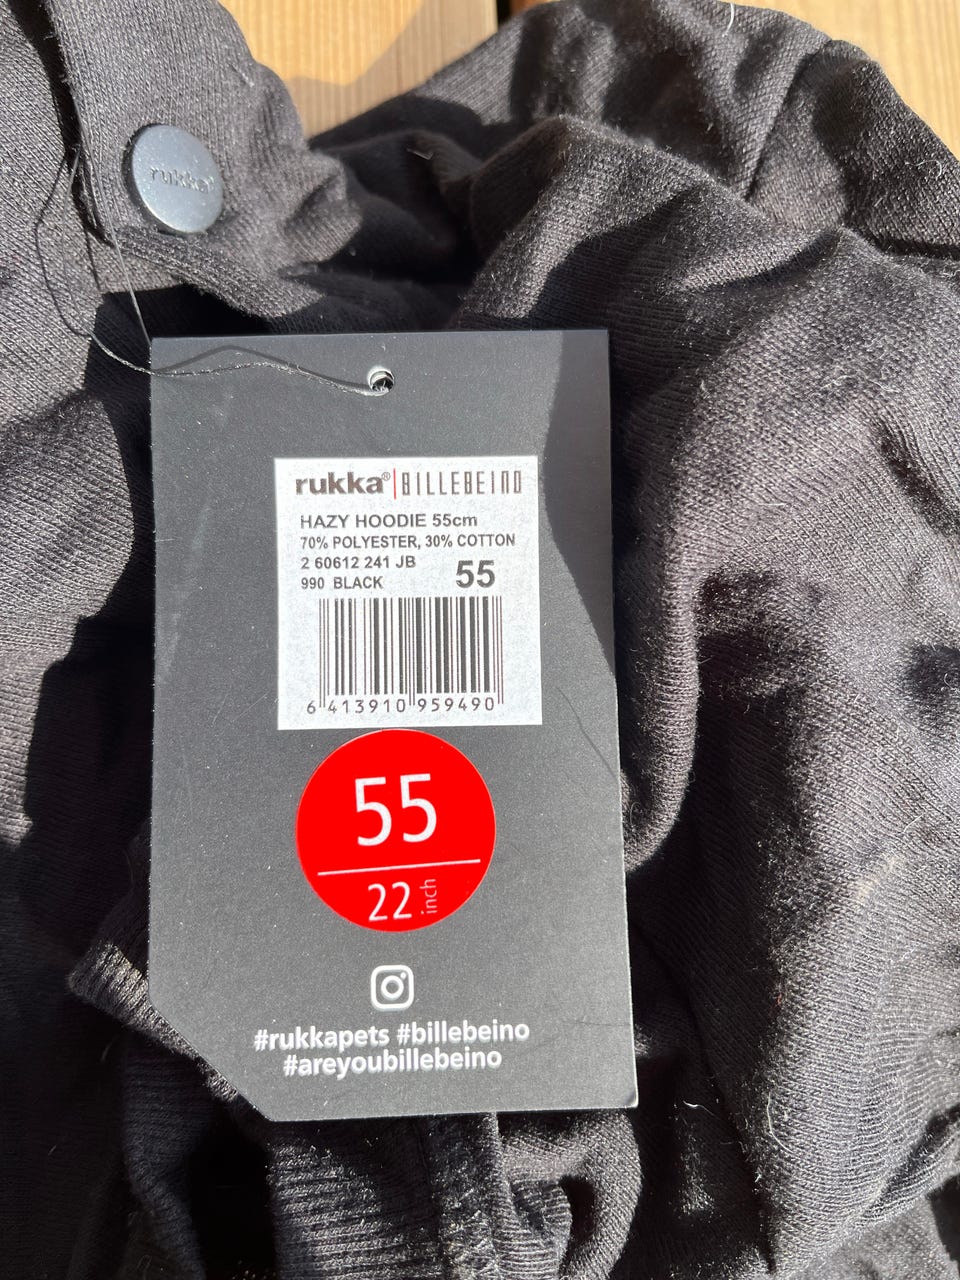 rukka
rukka®|BILLEBEINO
HAZY HOODIE 55cm
70% POLYESTER, 30% COTTON
2 60612 241 JB
990 BLACK 55
6 413910 959490
55
22 inch
#rukkapets #billebeino
#areyoubillebeino